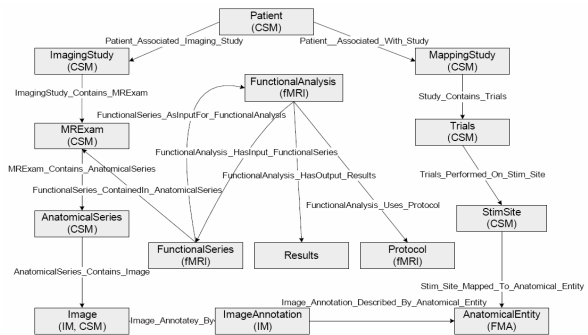 Patient
(CSM)
Patient_Associated_Imaging_Study
Patient__Associated_With_Study
ImagingStudy
(CSM)
MappingStudy
(CSM)
FunctionalAnalysis
(fMRI)
ImagingStudy_Contains_MRExam
Study_Contains_Trials
FunctionalSeries_AsInputFor_FunctionalAnalysis
MRExam
(CSM)
Trials
(CSM)
FunctionalAnalysis_HasInput_FunctionalSeries
MRExam_Contains_AnatomicalSeries
FunctionalAnalysis_HasOutput_Results
Trials_Performed_On_Stim_Site
FunctionalSeries_ContainedIn_AnatomicalSeries
FunctionalAnalysis_Uses_Protocol
AnatomicalSeries
(CSM)
StimSite
(CSM)
FunctionalSeries
(fMRI)
Results
Protocol
(fMRI)
AnatomicalSeries_Contains_Image
Stim_Site_Mapped_To_Anatomical_Entity
Image_Annotation_Described_By_Anatomical_Entity
Image
(IM, CSM)
Image_Annotatey_By
ImageAnnotation
(IM)
AnatomicalEntity
(FMA)